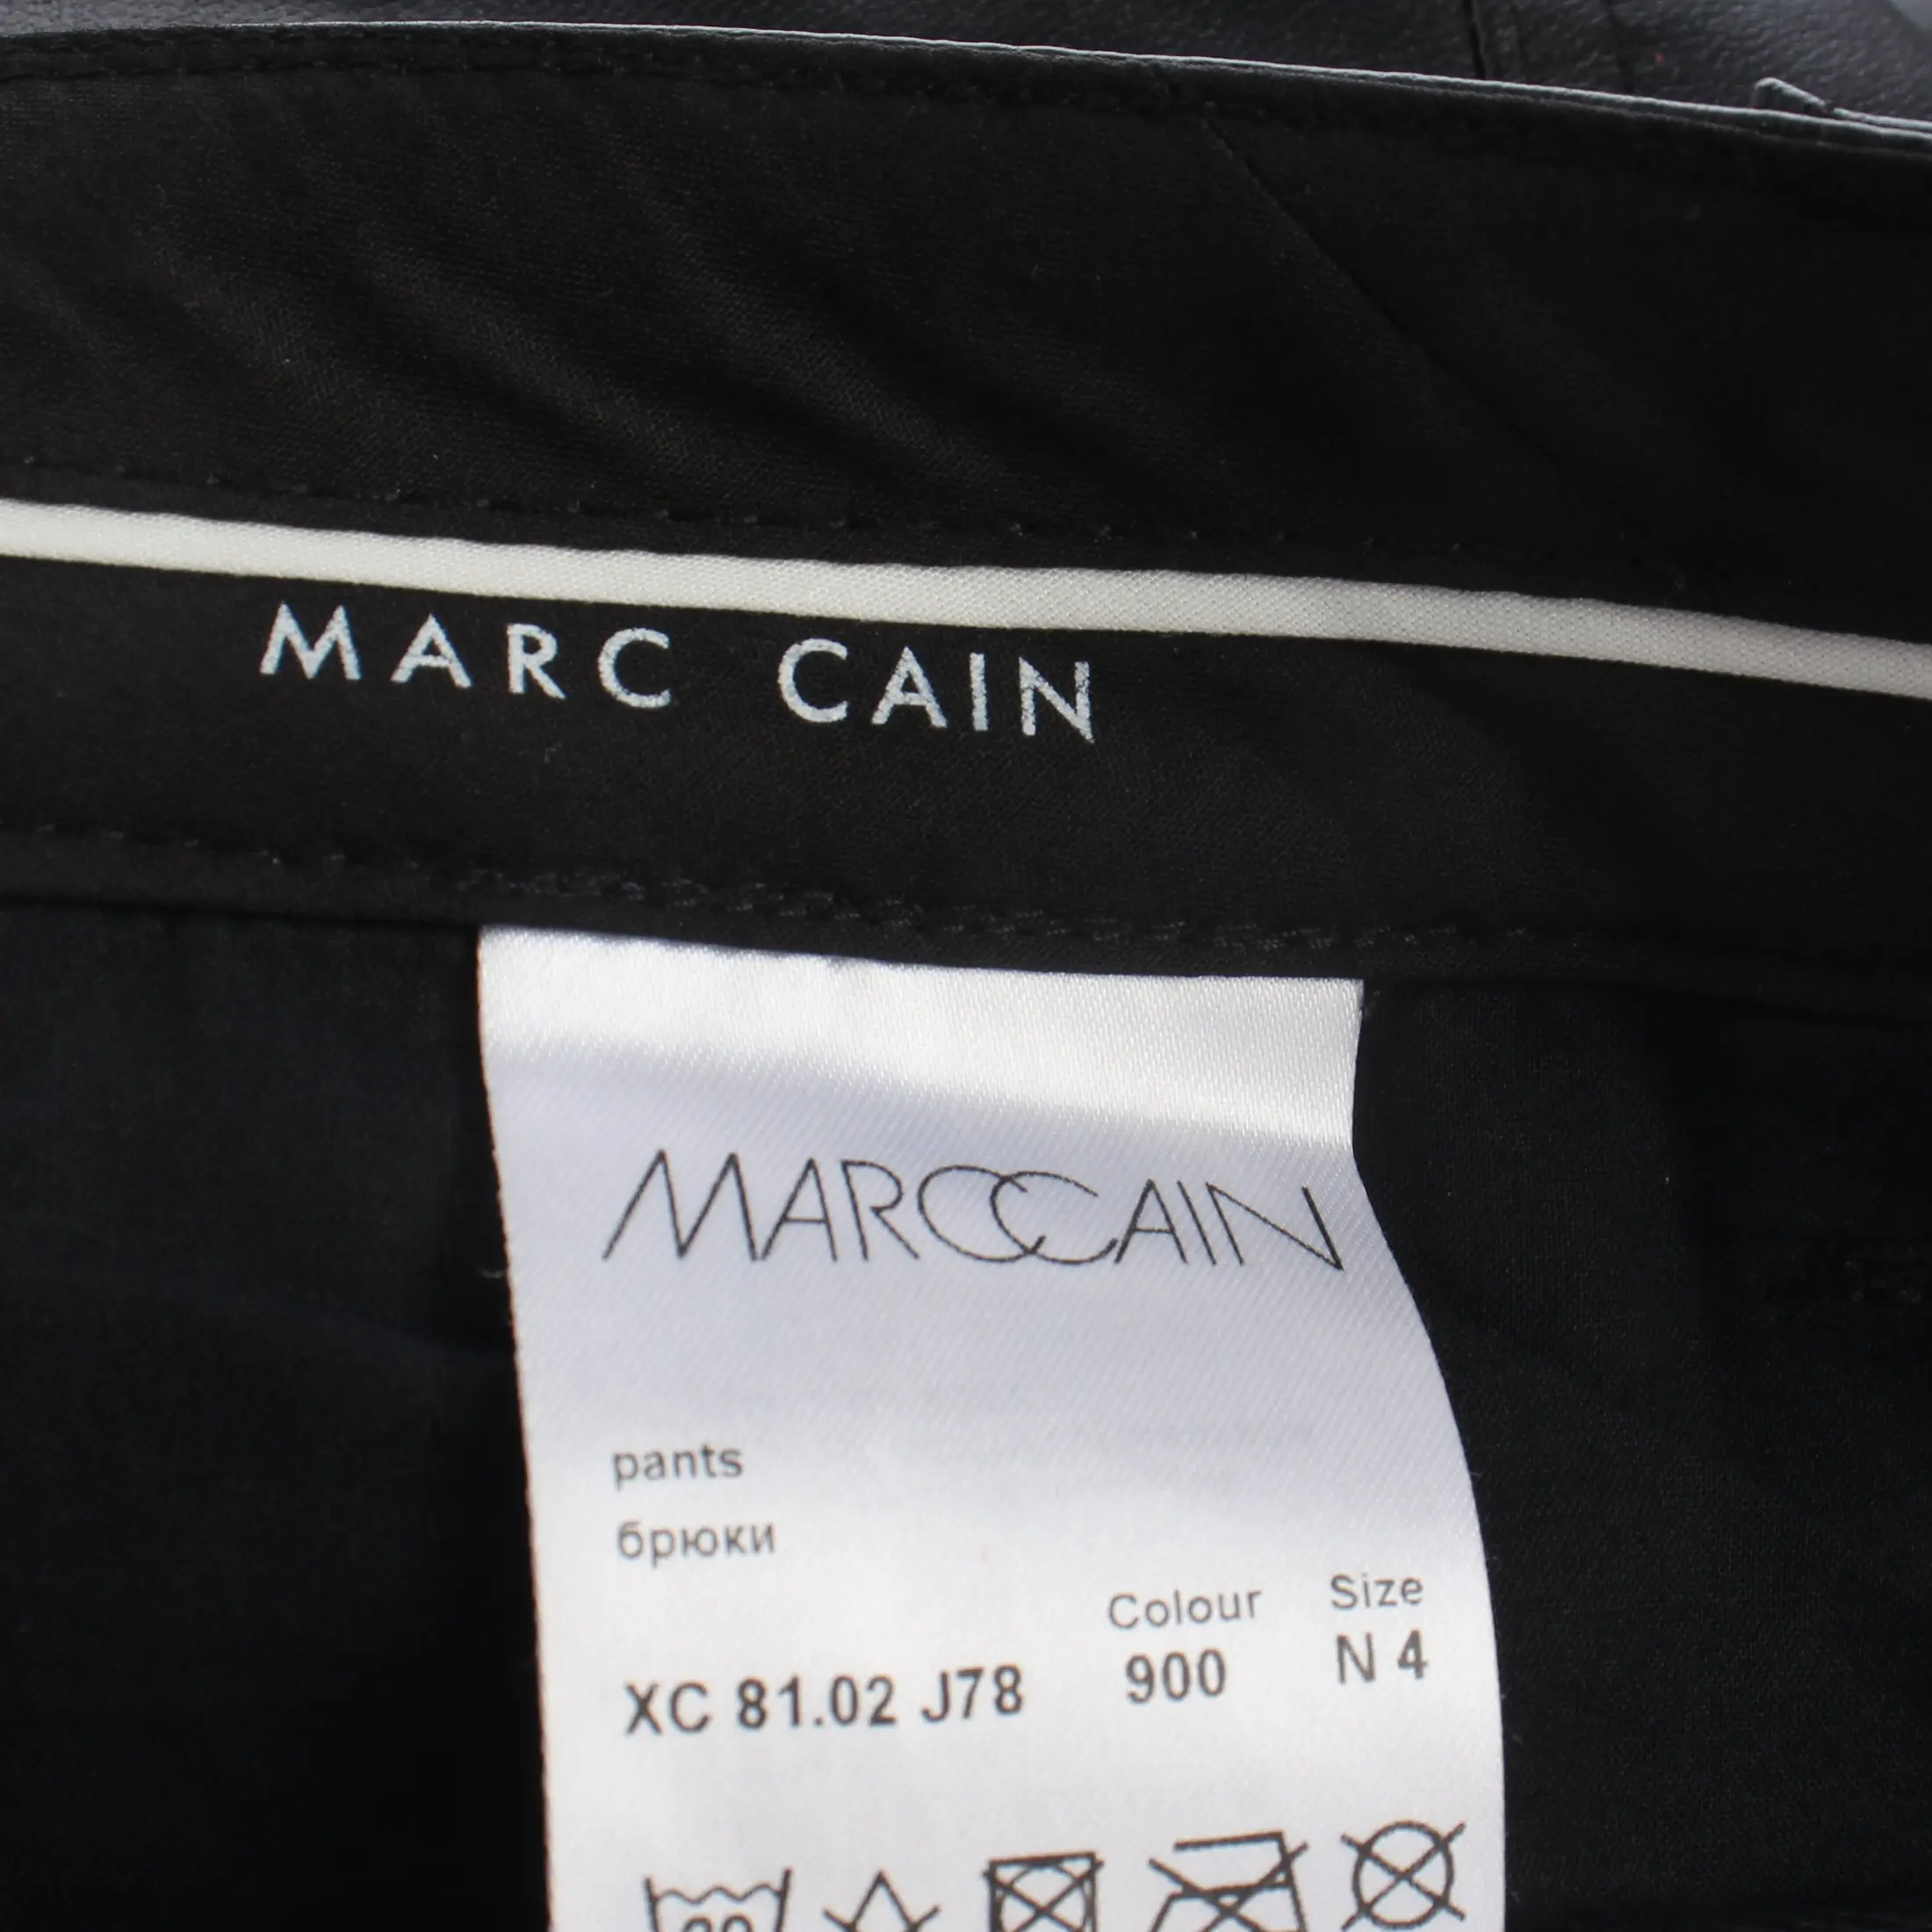 MARC CAIN
MARCCAIN
pants
брюки
Colour Size
XC 81.02 J78 900 N 4